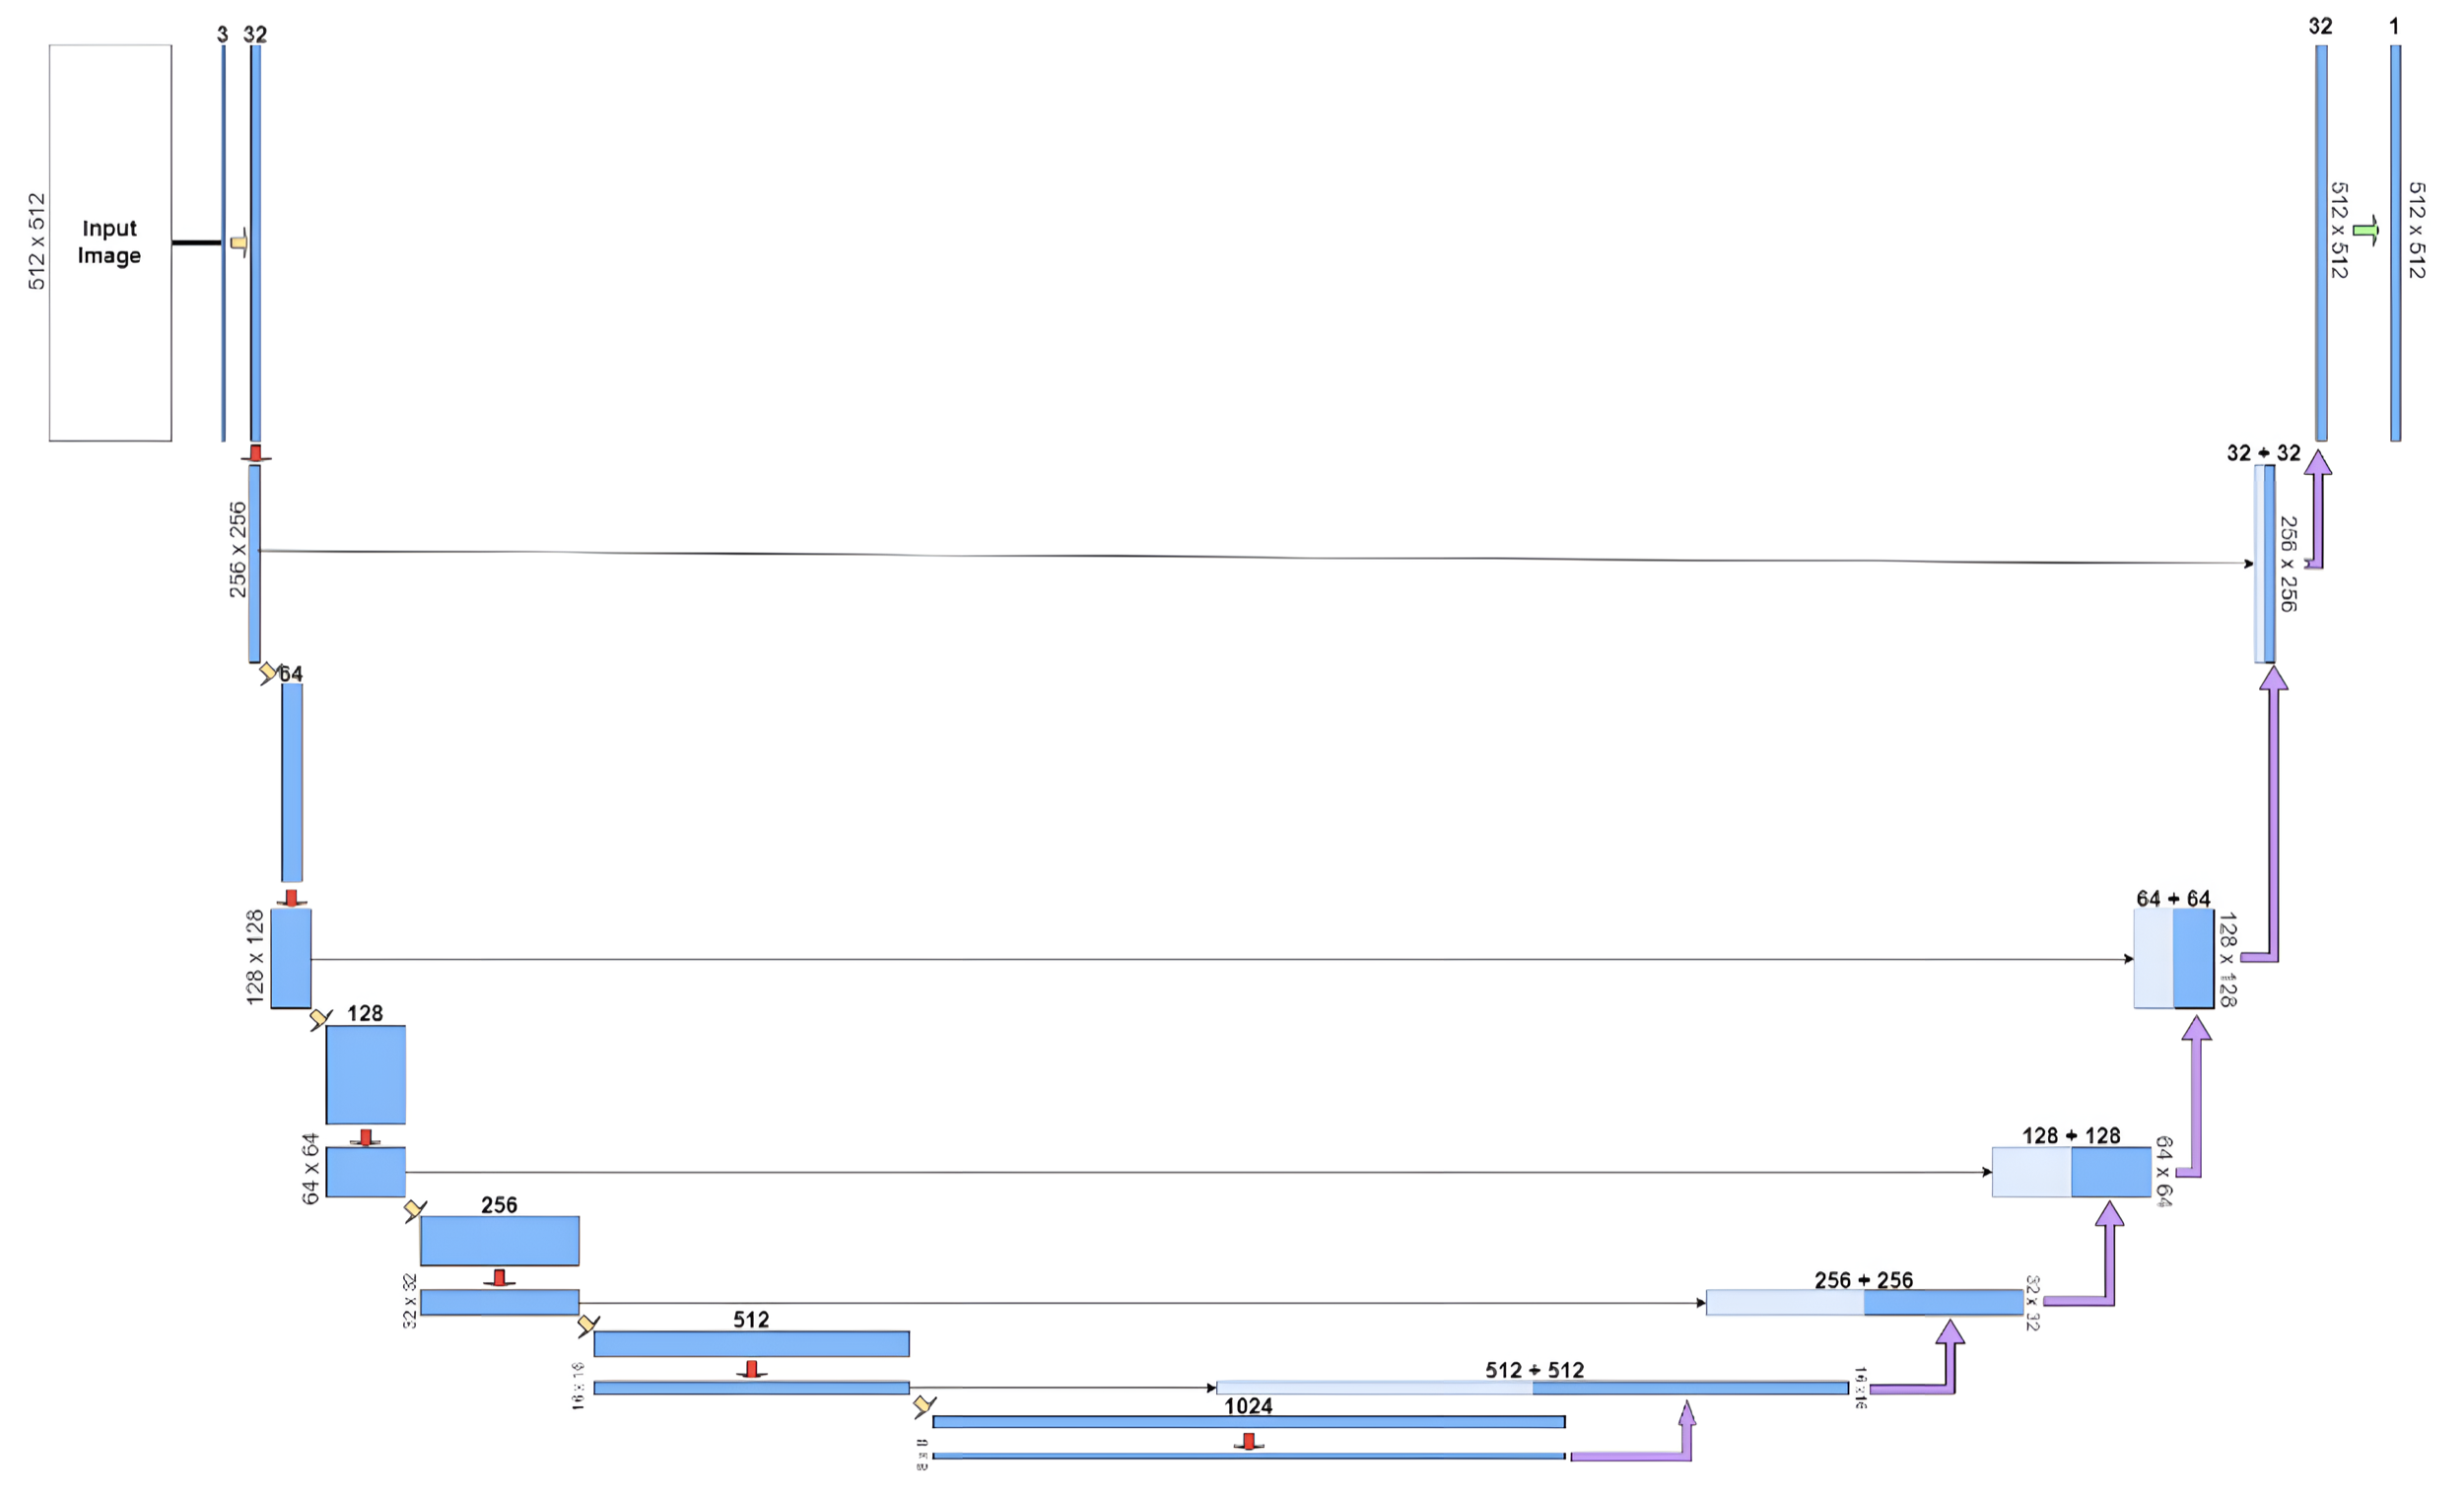 3 32
512 x 512
Input
Image
32 1
512 x 512
512 x 512
32 + 32
256 x 256
256 x 256
64
64 + 64
128 x 128
128 x 128
128
128 + 128
64 x 64
64 x 64
256
256 + 256
32 x 32
32 x 32
512
512 + 512
16 x 16
1024